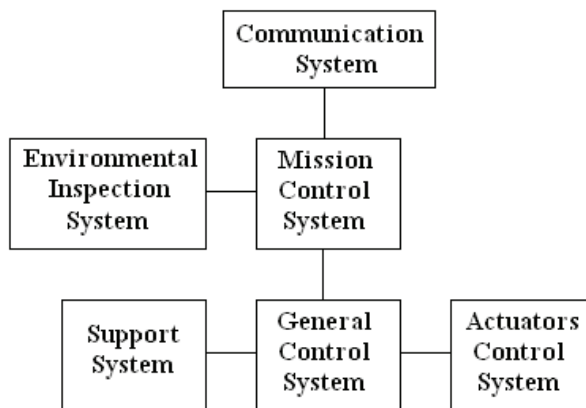 Communication
System
Environmental
Inspection
System
Mission
Control
System
Support
System
General
Control
System
Actuators
Control
System